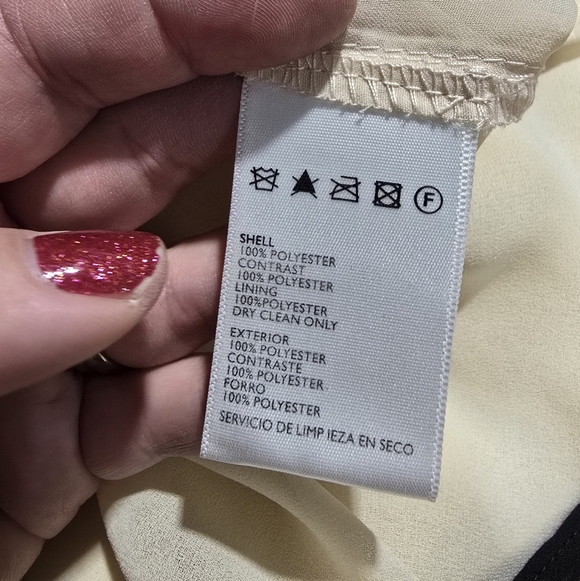 F
SHELL
100% POLYESTER
CONTRAST
100% POLYESTER
LINING
100%POLYESTER
DRY CLEAN ONLY
EXTERIOR
100% POLYESTER
CONTRASTE
100% POLYESTER
FORRO
100% POLYESTER
SERVICIO DE LIMP IEZA EN SECO